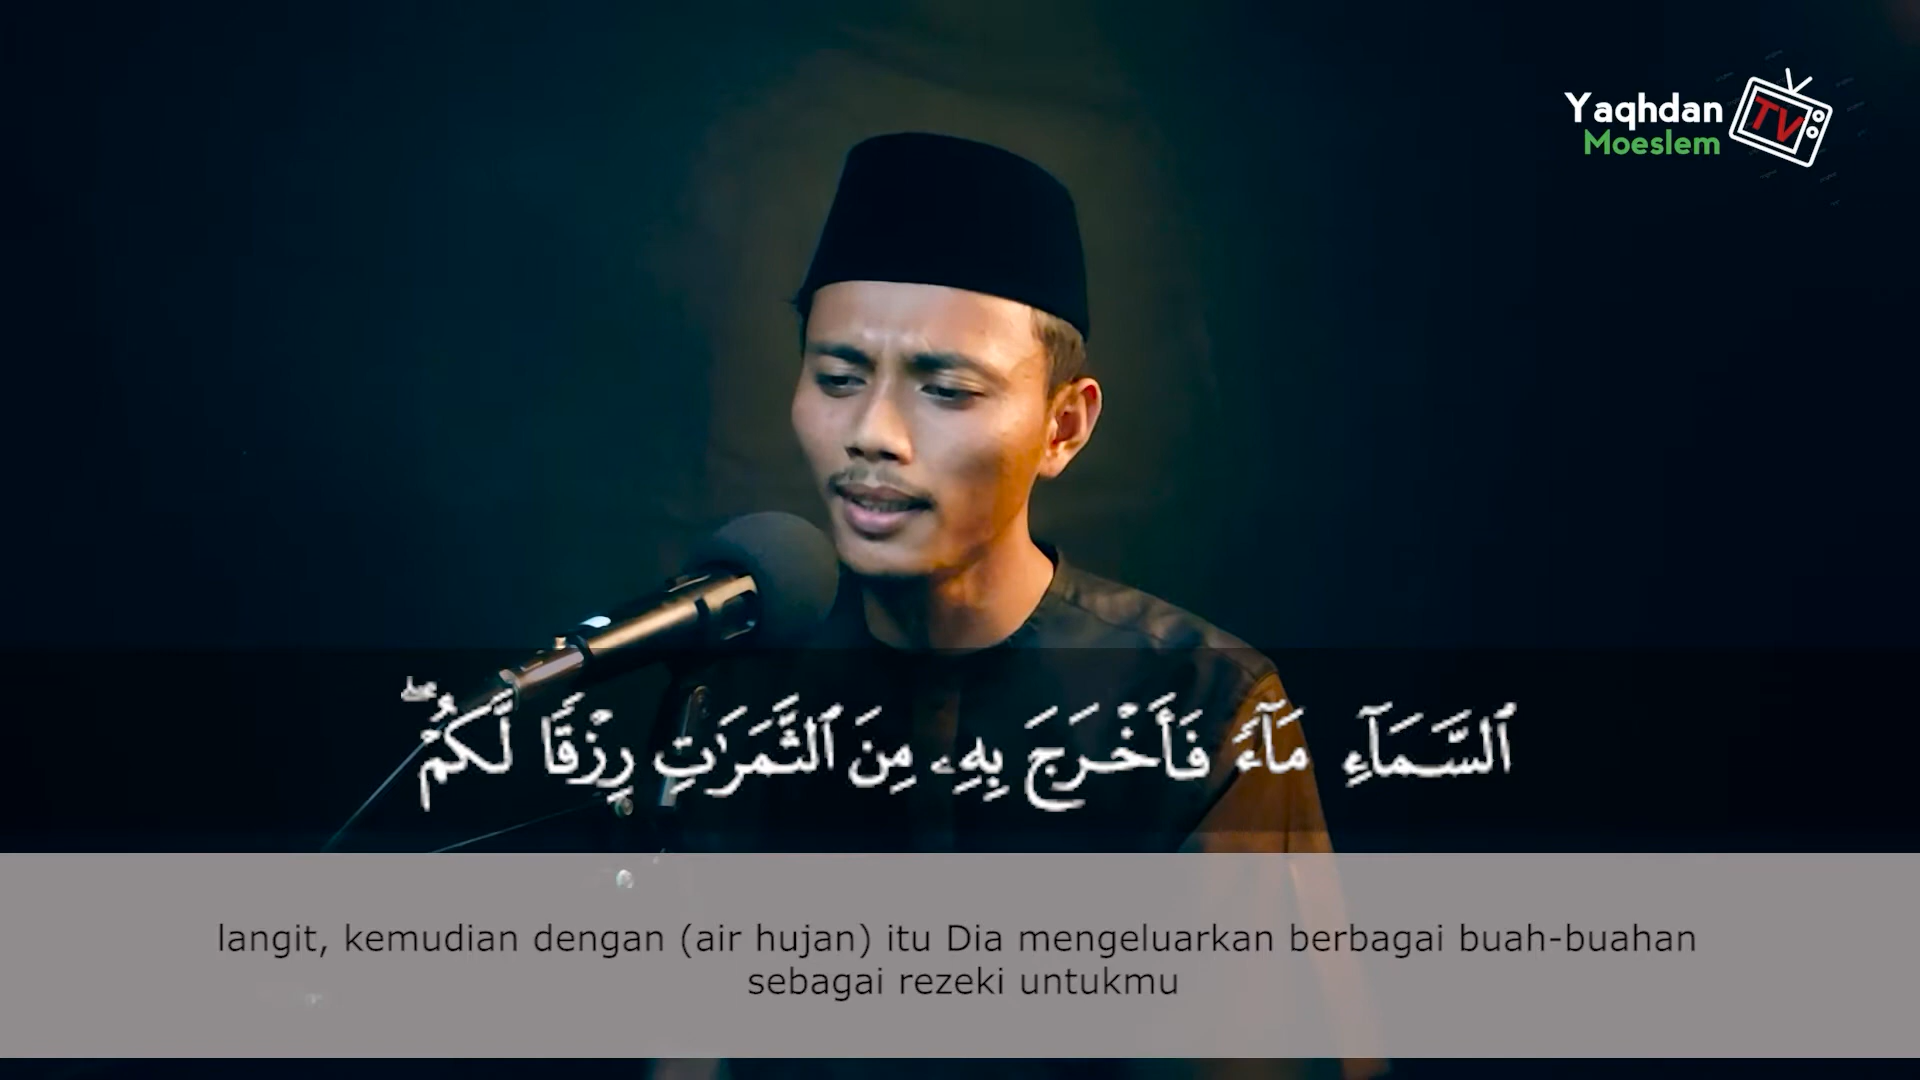 Yaqhdan
Moeslem
TV
ٱلسَّمَآءِ مَآءً فَأَخْرَجَ بِهِۦ مِنَ ٱلثَّمَرَٰتِ رِزْقًا لَّكُمْ ۖ
langit, kemudian dengan (air hujan) itu Dia mengeluarkan berbagai buah-buahan
sebagai rezeki untukmu